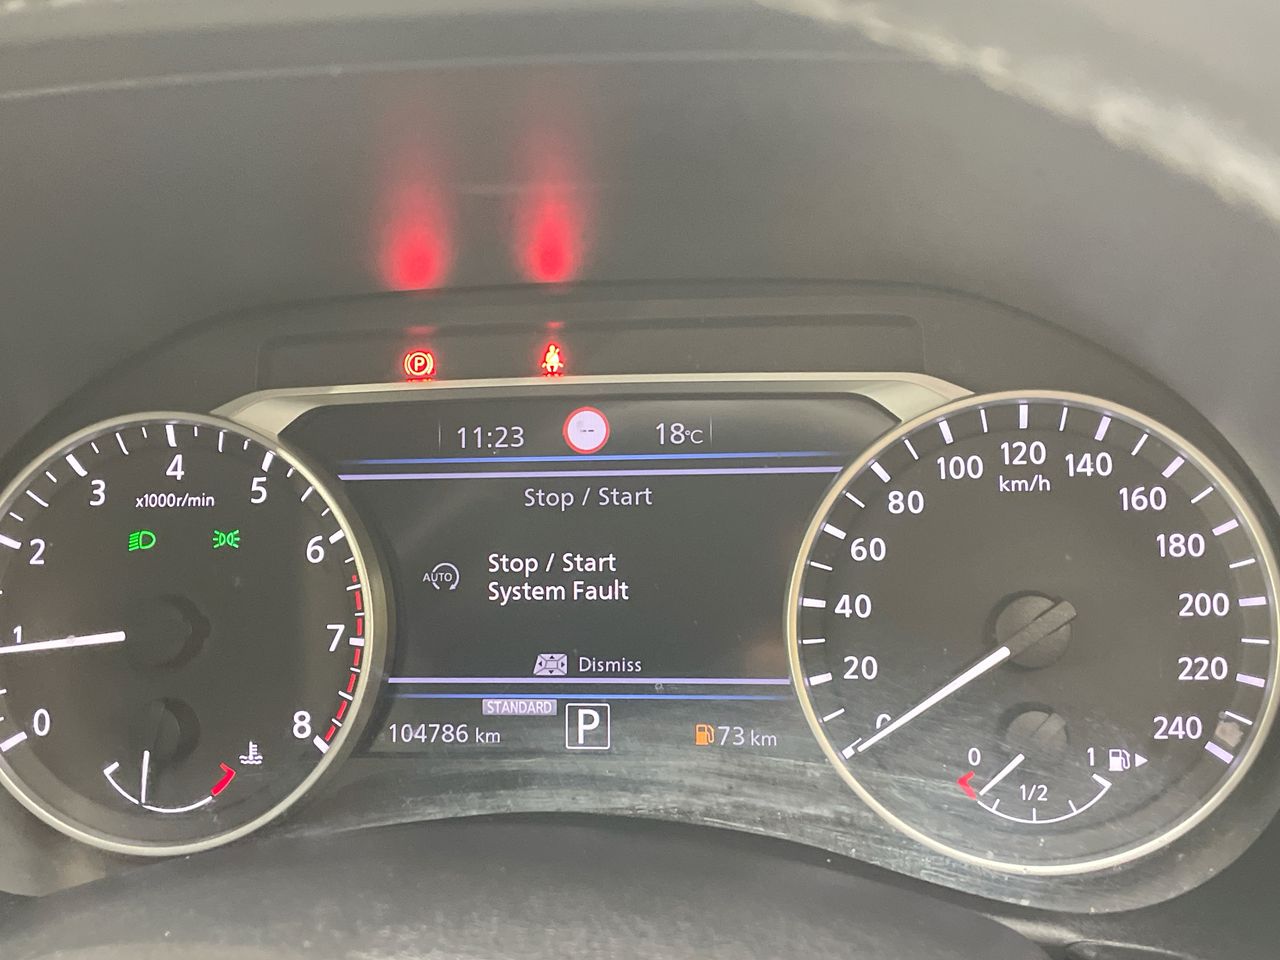 P
11:23
--
18°C
Stop / Start
AUTO
Stop / Start
System Fault
Dismiss
STANDARD
104786 km
P
73 km
0
1
2
3
4
5
6
7
8
x1000r/min
0
20
40
60
80
100
120
140
160
180
200
220
240
km/h
0
1/2
1